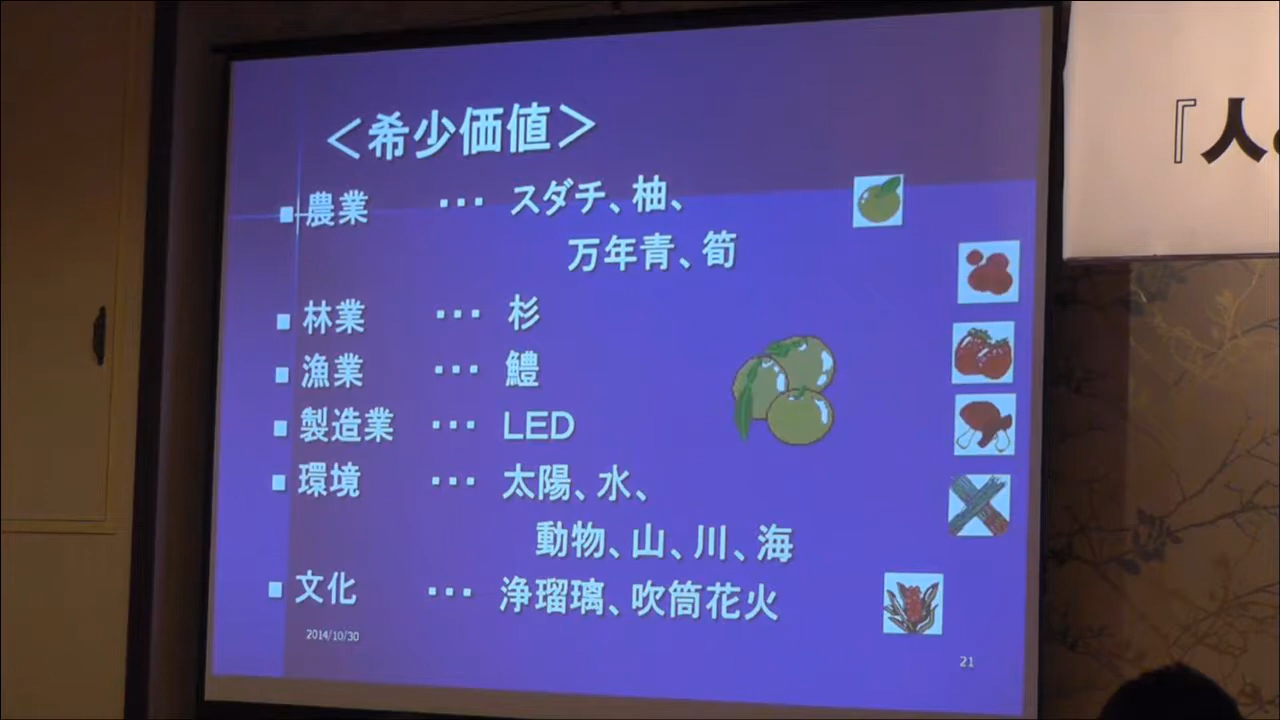 ＜希少価値＞
■農業 ･･･ スダチ、柚、
万年青、筍
■林業 ･･･ 杉
■漁業 ･･･ 鱧
■製造業 ･･･ LED
■環境 ･･･ 太陽、水、
動物、山、川、海
■文化 ･･･ 浄瑠璃、吹筒花火
2014/10/30
21
『人